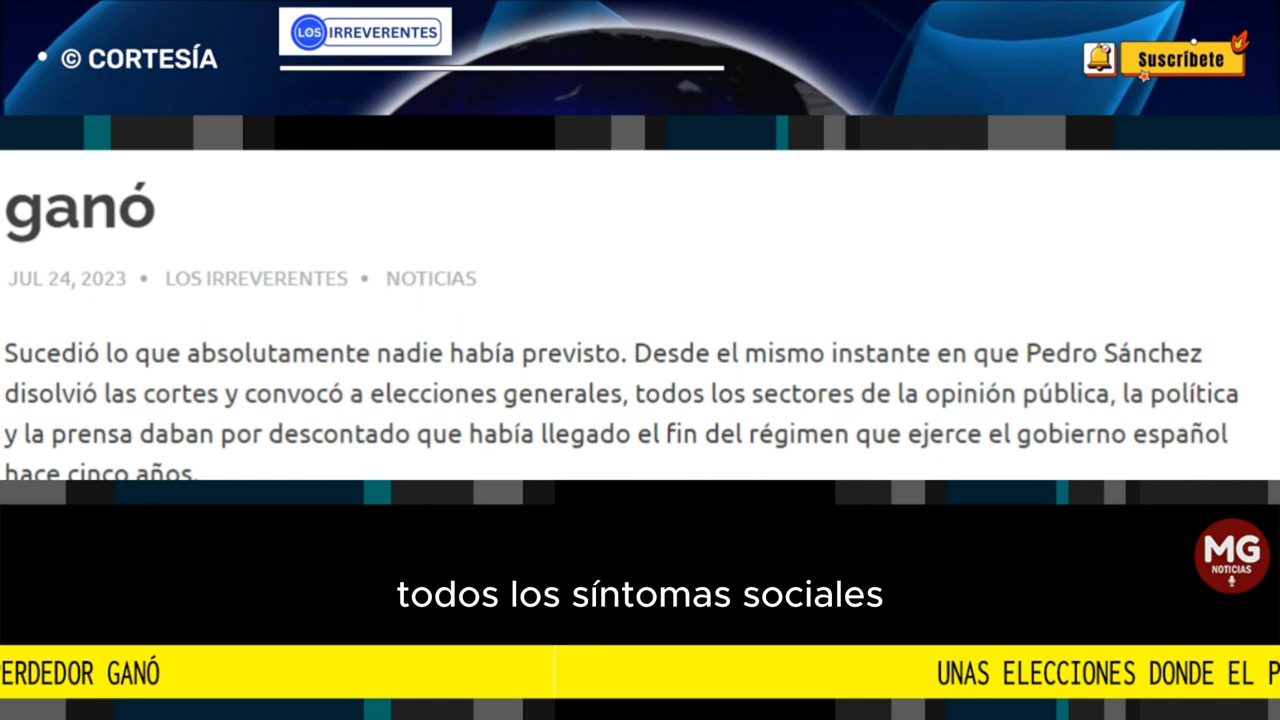 © CORTESÍA
LOS IRREVERENTES
Suscríbete
ganó
JUL 24, 2023 • LOS IRREVERENTES • NOTICIAS
Sucedió lo que absolutamente nadie había previsto. Desde el mismo instante en que Pedro Sánchez
disolvió las cortes y convocó a elecciones generales, todos los sectores de la opinión pública, la política
y la prensa daban por descontado que había llegado el fin del régimen que ejerce el gobierno español
hace cinco años.
MG
NOTICIAS
todos los síntomas sociales
ERDEDOR GANÓ
UNAS ELECCIONES DONDE EL P